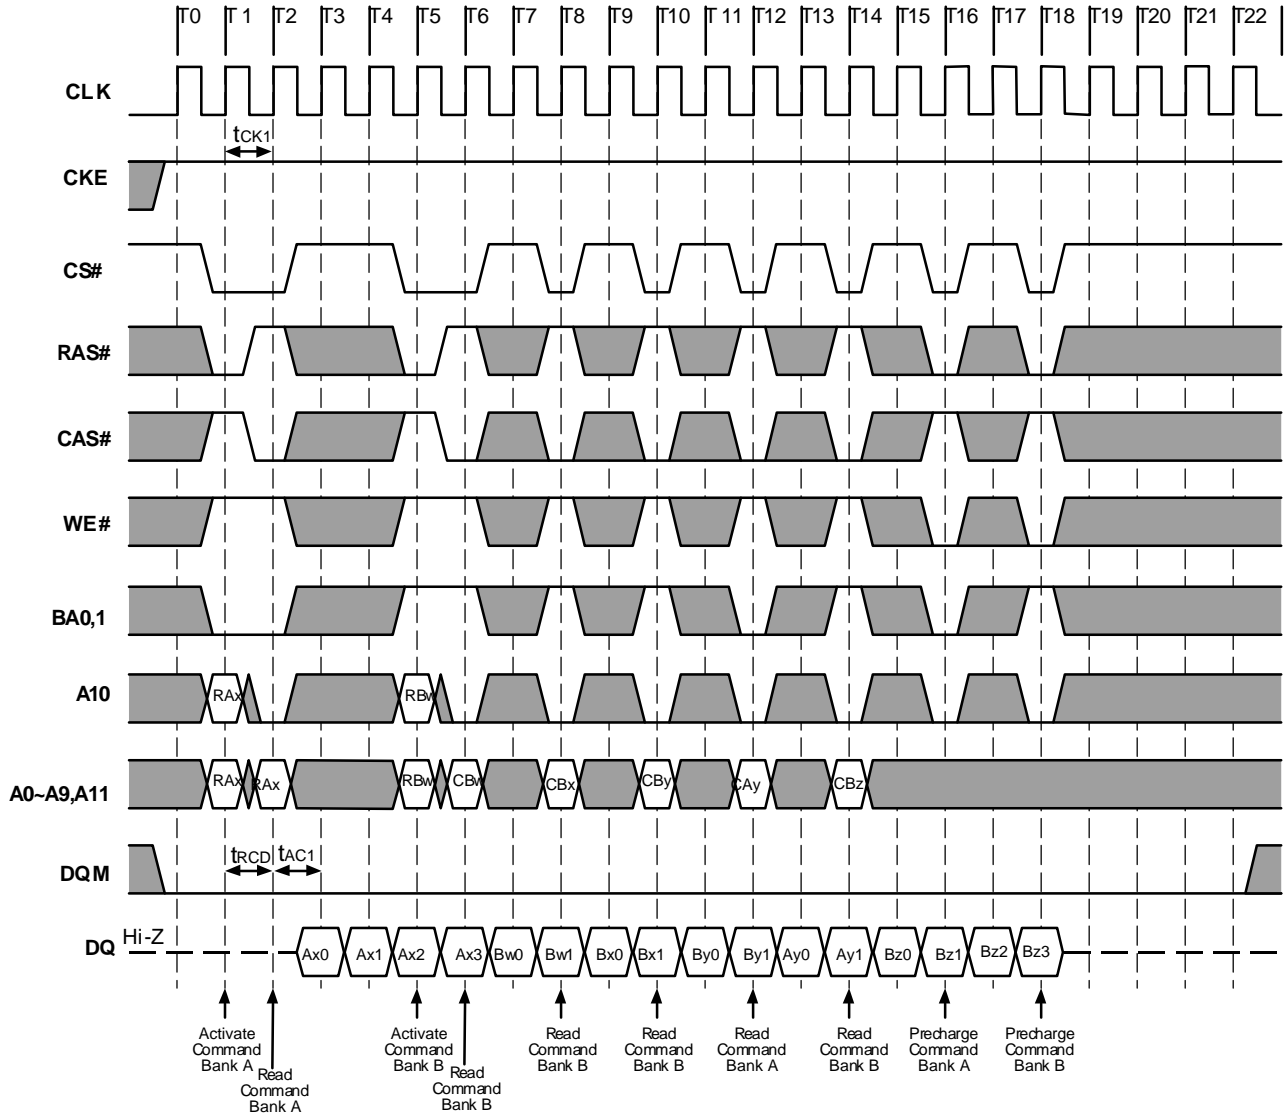 T0 T1 T2 T3 T4 T5 T6 T7 T8 T9 T10 T11 T12 T13 T14 T15 T16 T17 T18 T19 T20 T21 T22
CLK
tCK1
CKE
CS#
RAS#
CAS#
WE#
BA0,1
A10
RAx RBw
A0~A9,A11
RAx RAx RBw CBw CBx CBy CAy CBz
DQM
tRCD tAC1
DQ
Hi-Z
Ax0 Ax1 Ax2 Ax3 Bw0 Bw1 Bx0 Bx1 By0 By1 Ay0 Ay1 Bz0 Bz1 Bz2 Bz3
Activate
Command
Bank A
Read
Command
Bank A
Activate
Command
Bank B
Read
Command
Bank B
Read
Command
Bank B
Read
Command
Bank B
Read
Command
Bank A
Read
Command
Bank B
Precharge
Command
Bank A
Precharge
Command
Bank B